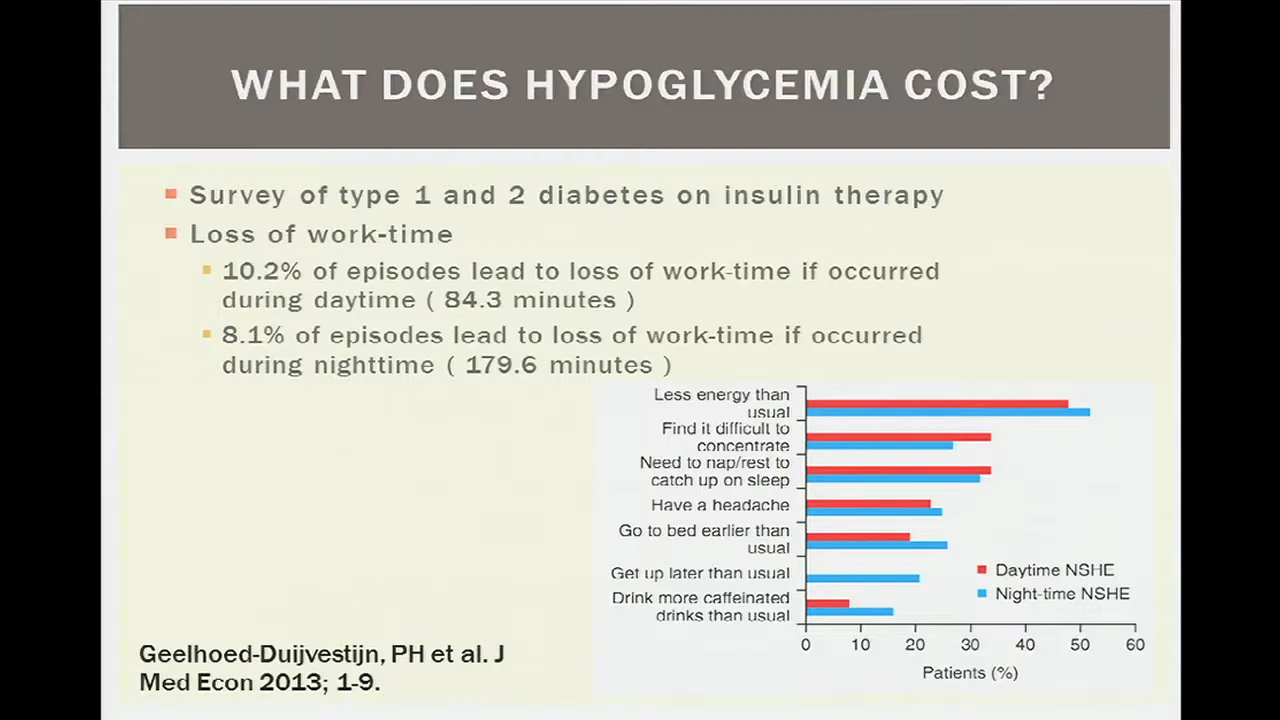 WHAT DOES HYPOGLYCEMIA COST?
Survey of type 1 and 2 diabetes on insulin therapy
Loss of work-time
10.2% of episodes lead to loss of work-time if occurred
during daytime ( 84.3 minutes )
8.1% of episodes lead to loss of work-time if occurred
during nighttime ( 179.6 minutes )
Less energy than
usual
Find it difficult to
concentrate
Need to nap/rest to
catch up on sleep
Have a headache
Go to bed earlier than
usual
Get up later than usual
Drink more caffeinated
drinks than usual
Daytime NSHE
Night-time NSHE
0 10 20 30 40 50 60
Patients (%)
Geelhoed-Duijvestijn, PH et al. J
Med Econ 2013; 1-9.